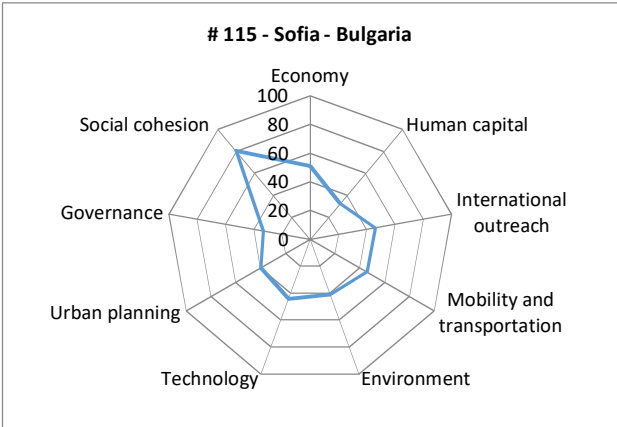 # 115 - Sofia - Bulgaria
Economy
100
Social cohesion
Human capital
80
60
40
20
0
Governance
International
outreach
Urban planning
Mobility and
transportation
Technology
Environment